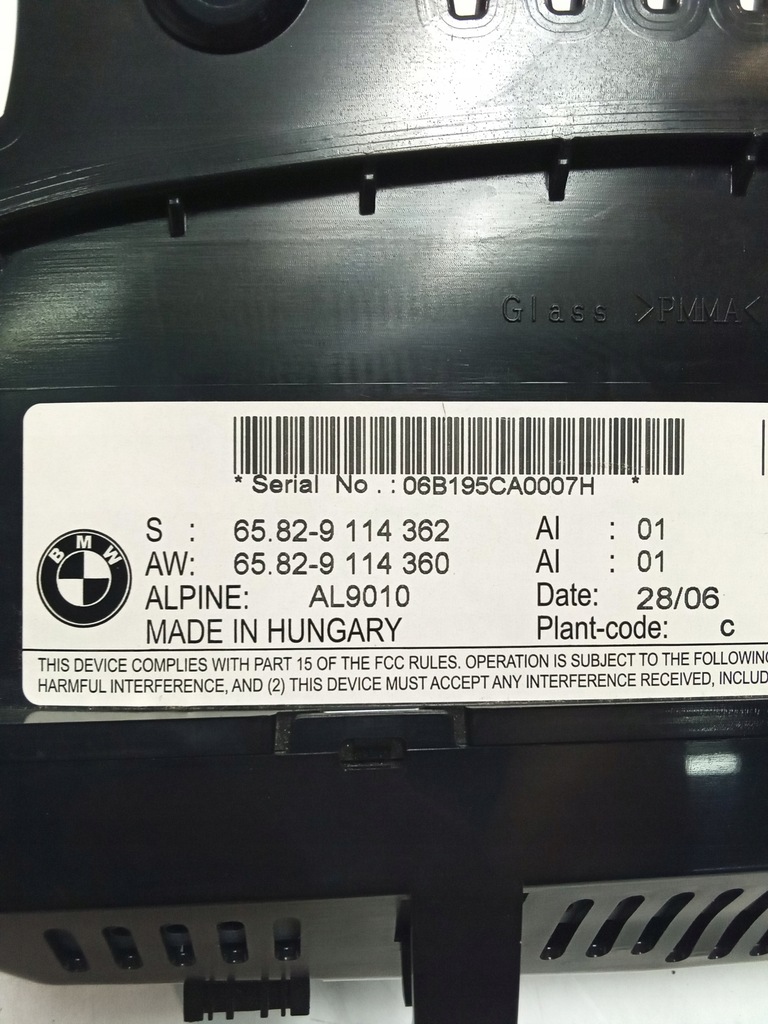 Glass >PMMA<
* Serial No.: 06B195CA0007H *
S : 65.82-9 114 362 AI : 01
AW: 65.82-9 114 360 AI : 01
BMW
ALPINE: AL9010 Date: 28/06
MADE IN HUNGARY Plant-code: C
THIS DEVICE COMPLIES WITH PART 15 OF THE FCC RULES. OPERATION IS SUBJECT TO THE FOLLOWING
HARMFUL INTERFERENCE, AND (2) THIS DEVICE MUST ACCEPT ANY INTERFERENCE RECEIVED, INCLUD